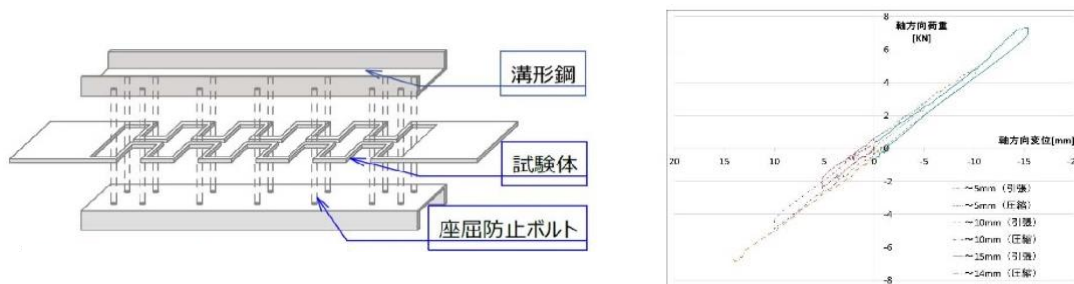 溝形鋼
試験体
座屈防止ボルト
軸方向荷重
[KN]
8
6
4
2
0
-2
-4
-6
-8
軸方向変位[mm]
20
15
10
5
0
-5
-10
-15
-2
～5mm（引張）
～5mm（圧縮）
～10mm（引張）
～10mm（圧縮）
～15mm（引張）
～14mm（圧縮）